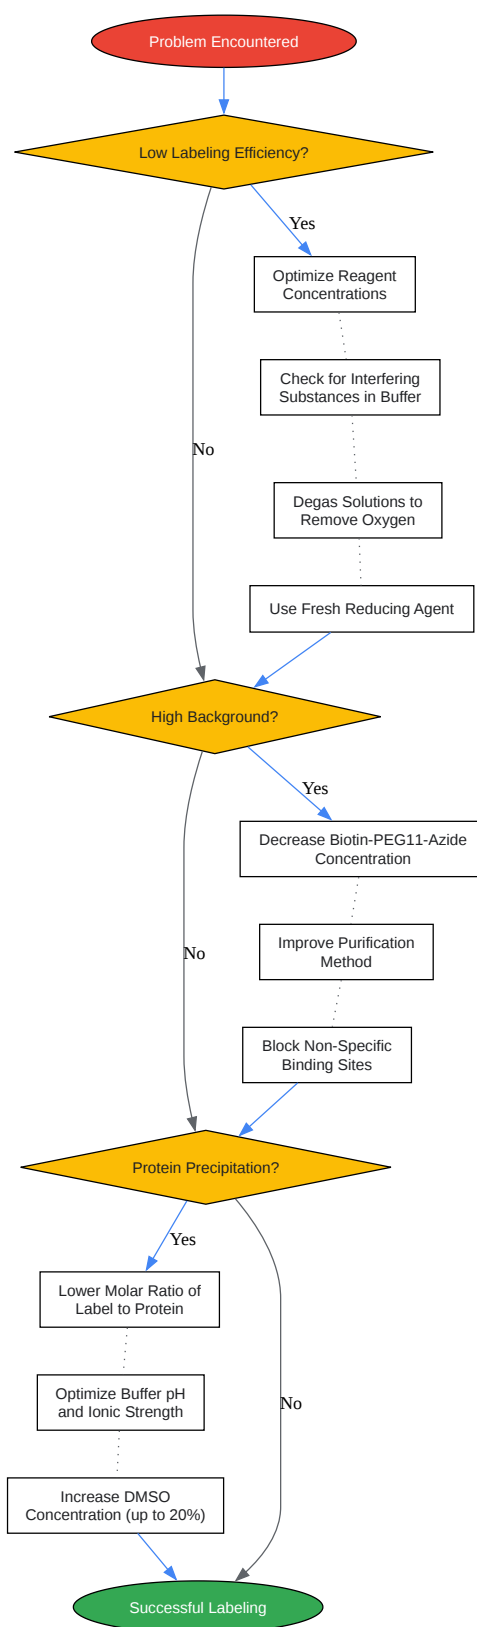 Problem Encountered
Low Labeling Efficiency?
Yes
Optimize Reagent
Concentrations
Check for Interfering
Substances in Buffer
No
Degas Solutions to
Remove Oxygen
Use Fresh Reducing Agent
High Background?
Yes
Decrease Biotin-PEG11-Azide
Concentration
Improve Purification
Method
No
Block Non-Specific
Binding Sites
Protein Precipitation?
Yes
Lower Molar Ratio of
Label to Protein
Optimize Buffer pH
and Ionic Strength
No
Increase DMSO
Concentration (up to 20%)
Successful Labeling